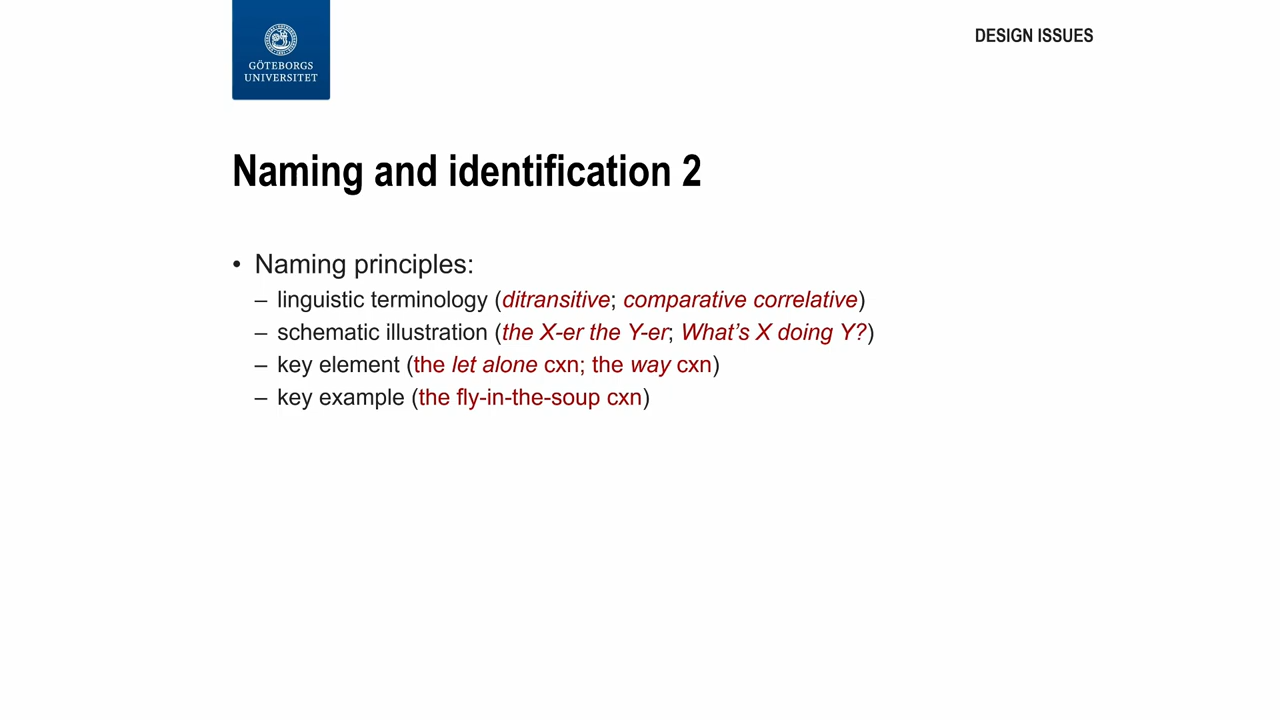 GÖTEBORGS
UNIVERSITET
DESIGN ISSUES
Naming and identification 2
• Naming principles:
– linguistic terminology (ditransitive; comparative correlative)
– schematic illustration (the X-er the Y-er; What's X doing Y?)
– key element (the let alone cxn; the way cxn)
– key example (the fly-in-the-soup cxn)